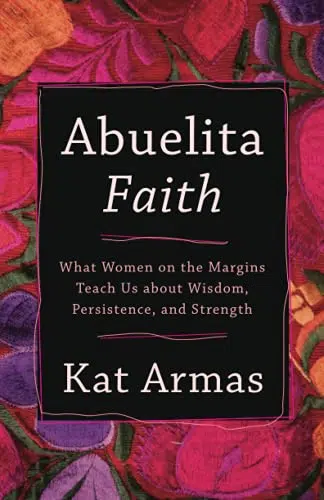 Abuelita
Faith
What Women on the Margins
Teach Us about Wisdom,
Persistence, and Strength
Kat Armas